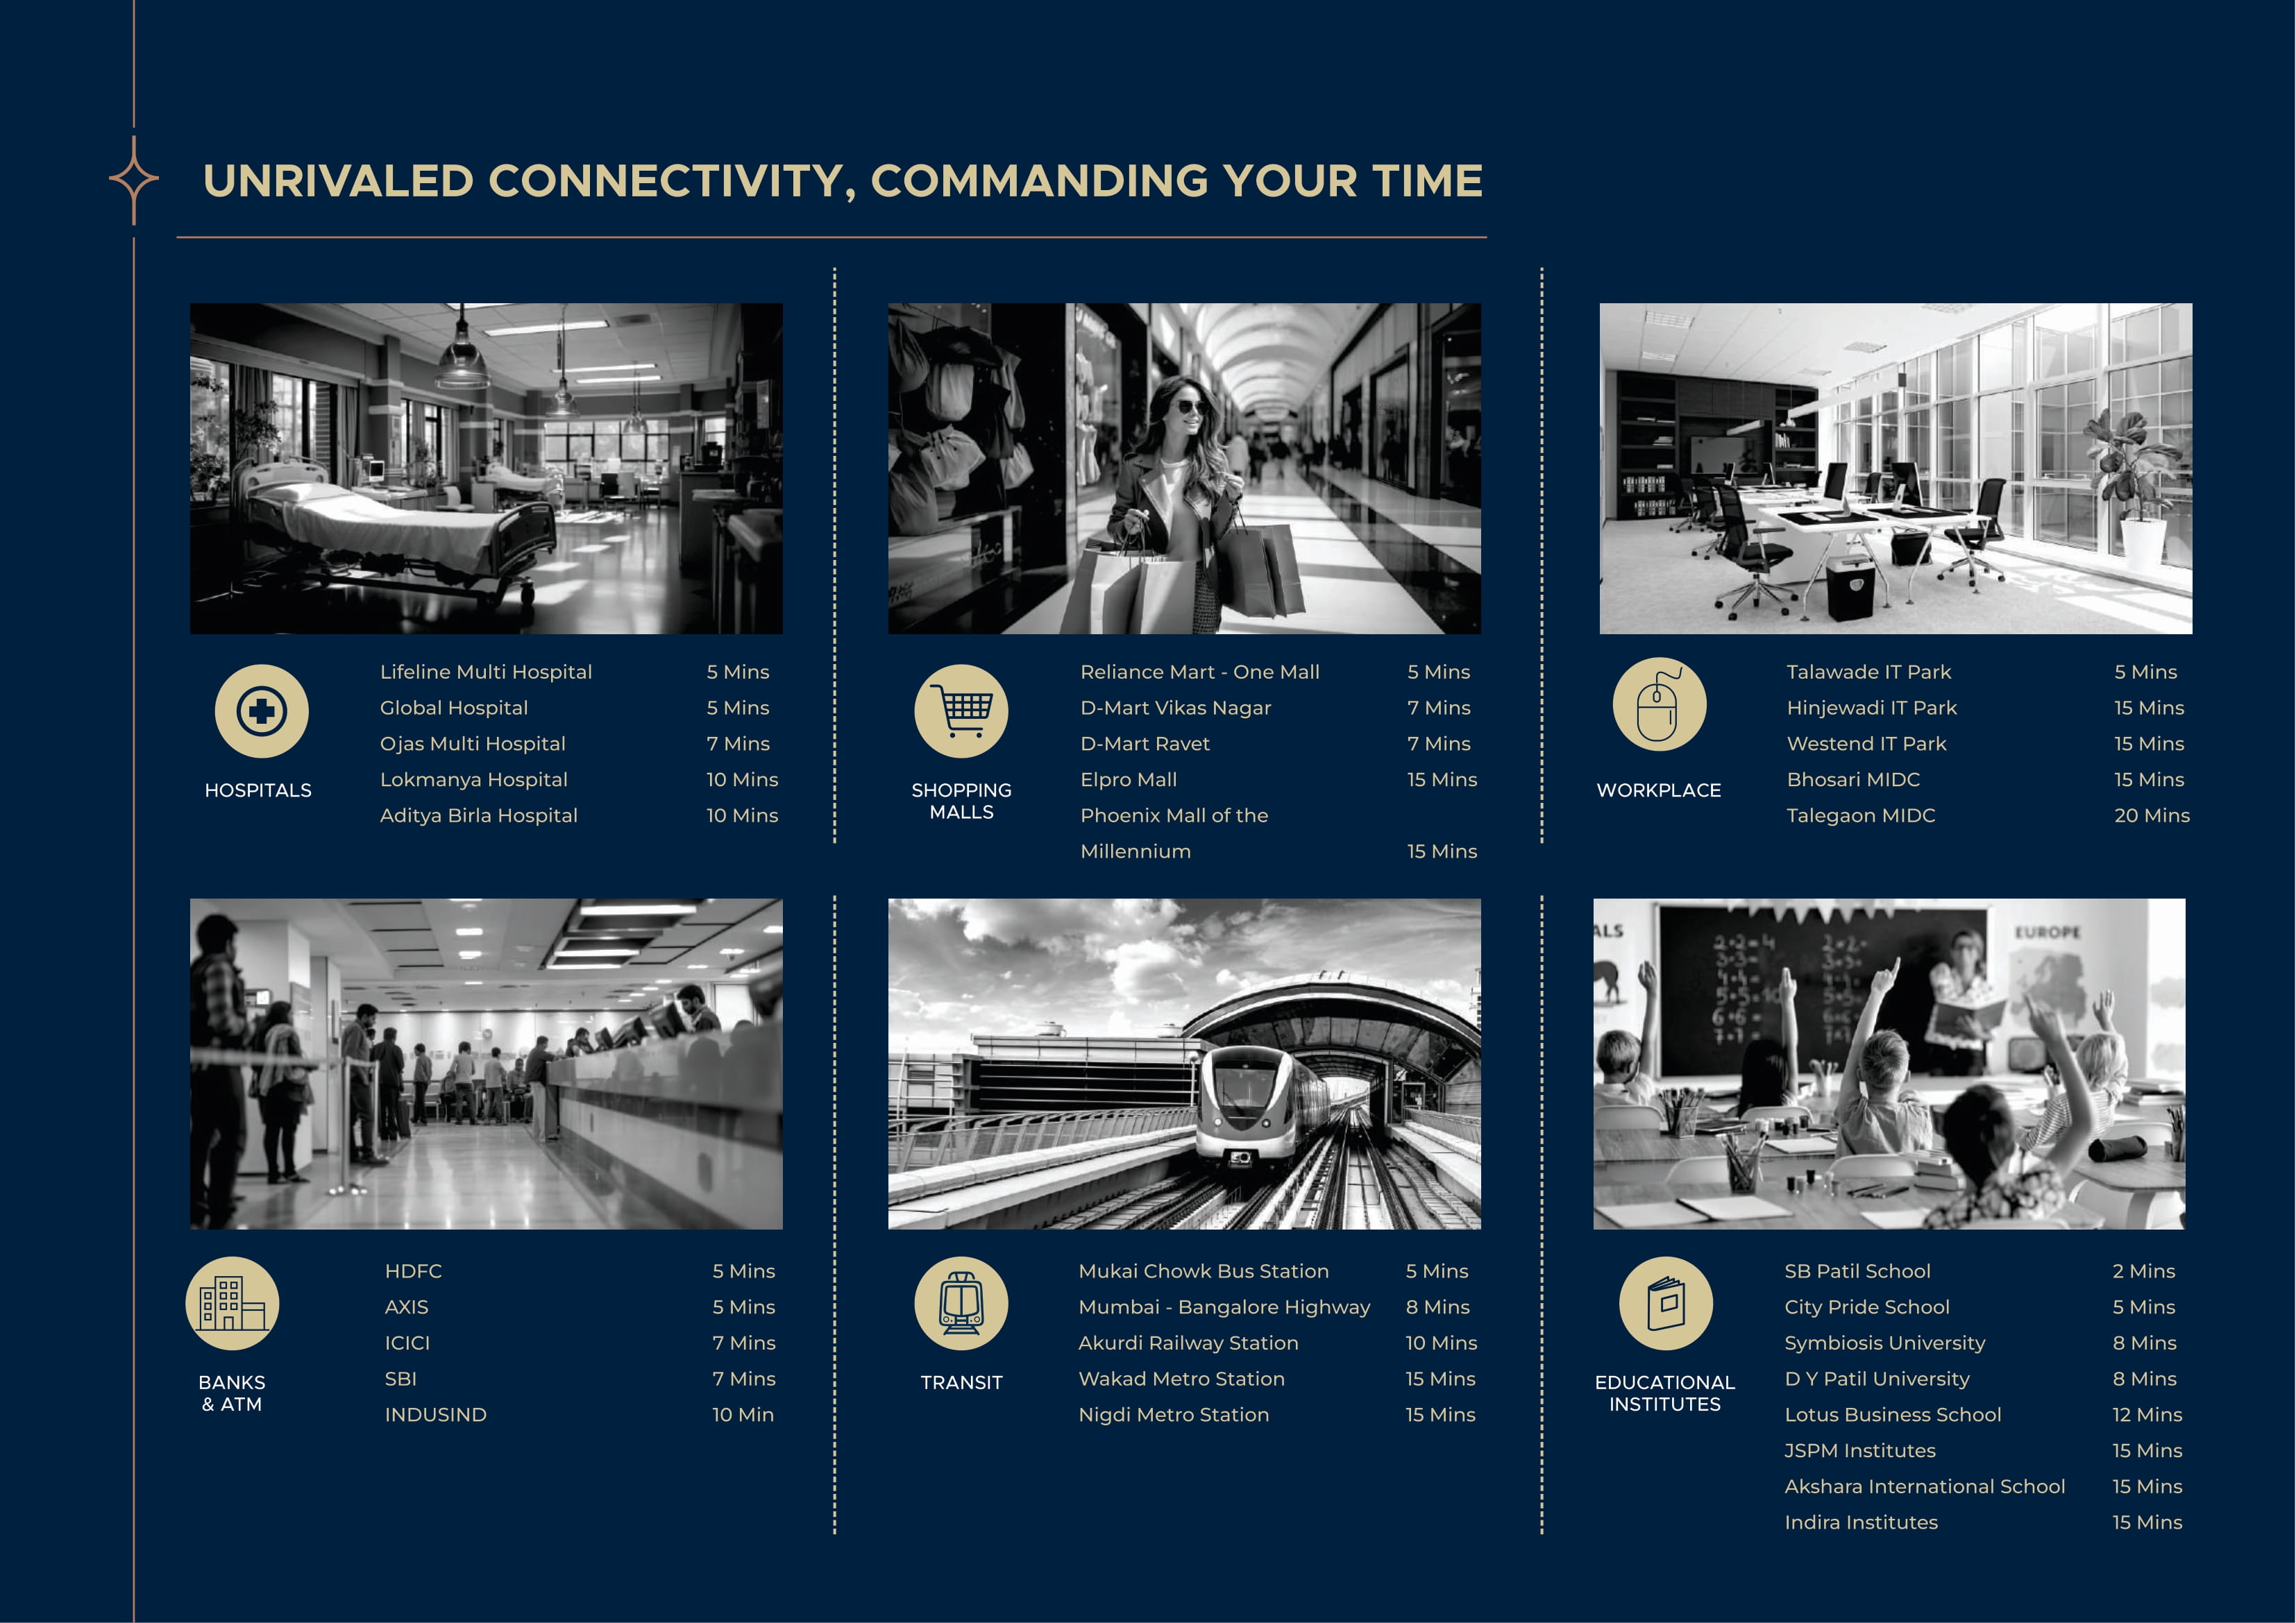 UNRIVALED CONNECTIVITY, COMMANDING YOUR TIME
HOSPITALS
Lifeline Multi Hospital 5 Mins
Global Hospital 5 Mins
Ojas Multi Hospital 7 Mins
Lokmanya Hospital 10 Mins
Aditya Birla Hospital 10 Mins
SHOPPING
MALLS
Reliance Mart - One Mall 5 Mins
D-Mart Vikas Nagar 7 Mins
D-Mart Ravet 7 Mins
Elpro Mall 15 Mins
Phoenix Mall of the
Millennium 15 Mins
WORKPLACE
Talawade IT Park 5 Mins
Hinjewadi IT Park 15 Mins
Westend IT Park 15 Mins
Bhosari MIDC 15 Mins
Talegaon MIDC 20 Mins
ALS
EUROPE
BANKS
& ATM
HDFC 5 Mins
AXIS 5 Mins
ICICI 7 Mins
SBI 7 Mins
INDUSIND 10 Min
TRANSIT
Mukai Chowk Bus Station 5 Mins
Mumbai - Bangalore Highway 8 Mins
Akurdi Railway Station 10 Mins
Wakad Metro Station 15 Mins
Nigdi Metro Station 15 Mins
EDUCATIONAL
INSTITUTES
SB Patil School 2 Mins
City Pride School 5 Mins
Symbiosis University 8 Mins
D Y Patil University 8 Mins
Lotus Business School 12 Mins
JSPM Institutes 15 Mins
Akshara International School 15 Mins
Indira Institutes 15 Mins